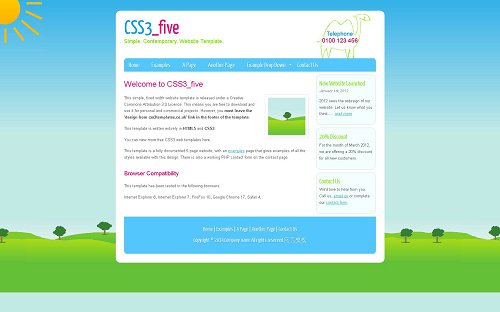 CSS3_five
Simple. Contemporary. Website Template.
Telephone
0100 123 456
Home Examples A Page Another Page Example Drop Down Contact Us
Welcome to CSS3_five
This simple, fixed width website template is released under a Creative
Commons Attribution 3.0 Licence. This means you are free to download and
use it for personal and commercial projects. However, you must leave the
'design from css3templates.co.uk' link in the footer of the template.
This template is written entirely in HTML5 and CSS3.
You can view more free CSS3 web templates here.
This template is a fully documented 5 page website, with an examples page that gives examples of all the
styles available with this design. There is also a working PHP contact form on the contact page.
Browser Compatibility
This template has been tested in the following browsers:
Internet Explorer 8, Internet Explorer 7, FireFox 10, Google Chrome 17, Safari 4.
New Website Launched
January 1st, 2012
2012 sees the redesign of our
website. Let us know what you
think.... read more
20% Discount
For the month of March 2012,
we are offering a 20% discount
for all new customers.
Contact Us
We'd love to hear from you.
Call us, email us or complete
our contact form.
Home | Examples | A Page | Another Page | Contact Us
Copyright © Company name All rights reserved